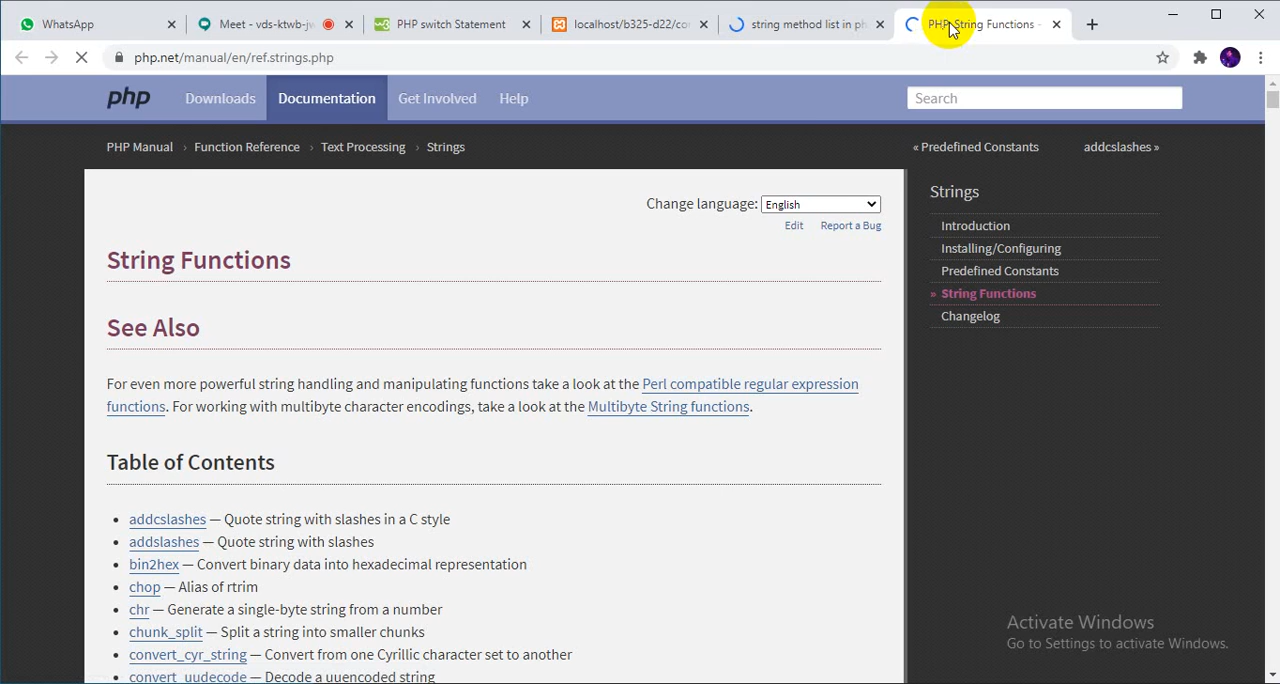 WhatsApp
Meet - vds-ktwb-jw
PHP switch Statement
localhost/b325-d22/co
string method list in ph
PHP: String Functions -
php.net/manual/en/ref.strings.php
php
Downloads
Documentation
Get Involved
Help
Search
PHP Manual › Function Reference › Text Processing › Strings
« Predefined Constants
addcslashes »
Change language: English
Edit
Report a Bug
String Functions
See Also
For even more powerful string handling and manipulating functions take a look at the Perl compatible regular expression
functions. For working with multibyte character encodings, take a look at the Multibyte String functions.
Table of Contents
• addcslashes — Quote string with slashes in a C style
• addslashes — Quote string with slashes
• bin2hex — Convert binary data into hexadecimal representation
• chop — Alias of rtrim
• chr — Generate a single-byte string from a number
• chunk_split — Split a string into smaller chunks
• convert_cyr_string — Convert from one Cyrillic character set to another
convert_uudecode — Decode a uuencoded string
Strings
Introduction
Installing/Configuring
Predefined Constants
» String Functions
Changelog
Activate Windows
Go to Settings to activate Windows.